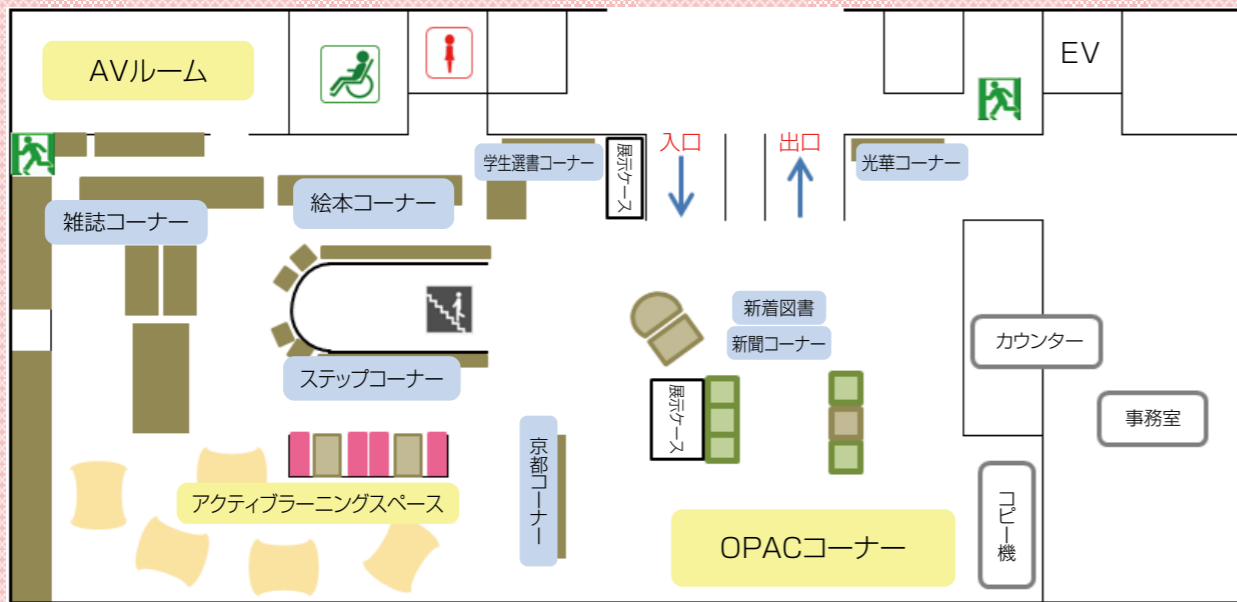 AVルーム
EV
入口
出口
学生選書コーナー
展示ケース
光華コーナー
雑誌コーナー
絵本コーナー
新着図書
新聞コーナー
カウンター
ステップコーナー
展示ケース
事務室
京都コーナー
アクティブラーニングスペース
OPACコーナー
コピー機